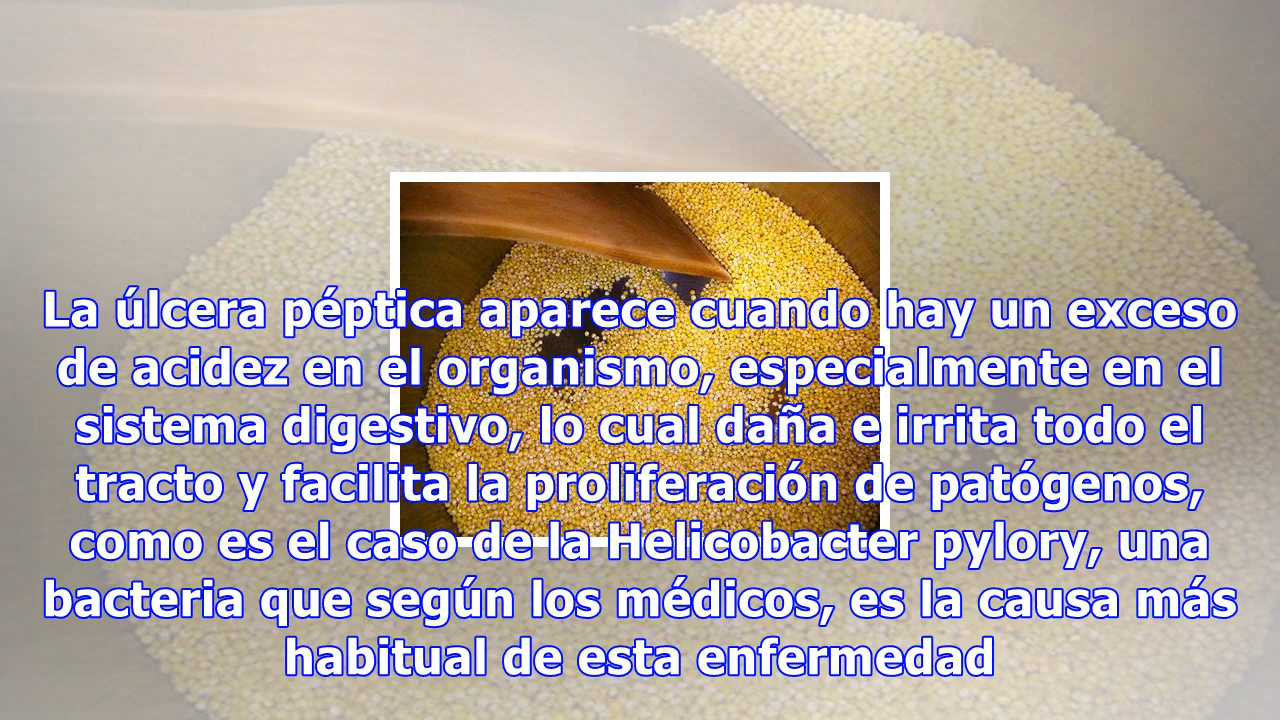 La úlcera péptica aparece cuando hay un exceso
de acidez en el organismo, especialmente en el
sistema digestivo, lo cual daña e irrita todo el
tracto y facilita la proliferación de patógenos,
como es el caso de la Helicobacter pylory, una
bacteria que según los médicos, es la causa más
habitual de esta enfermedad